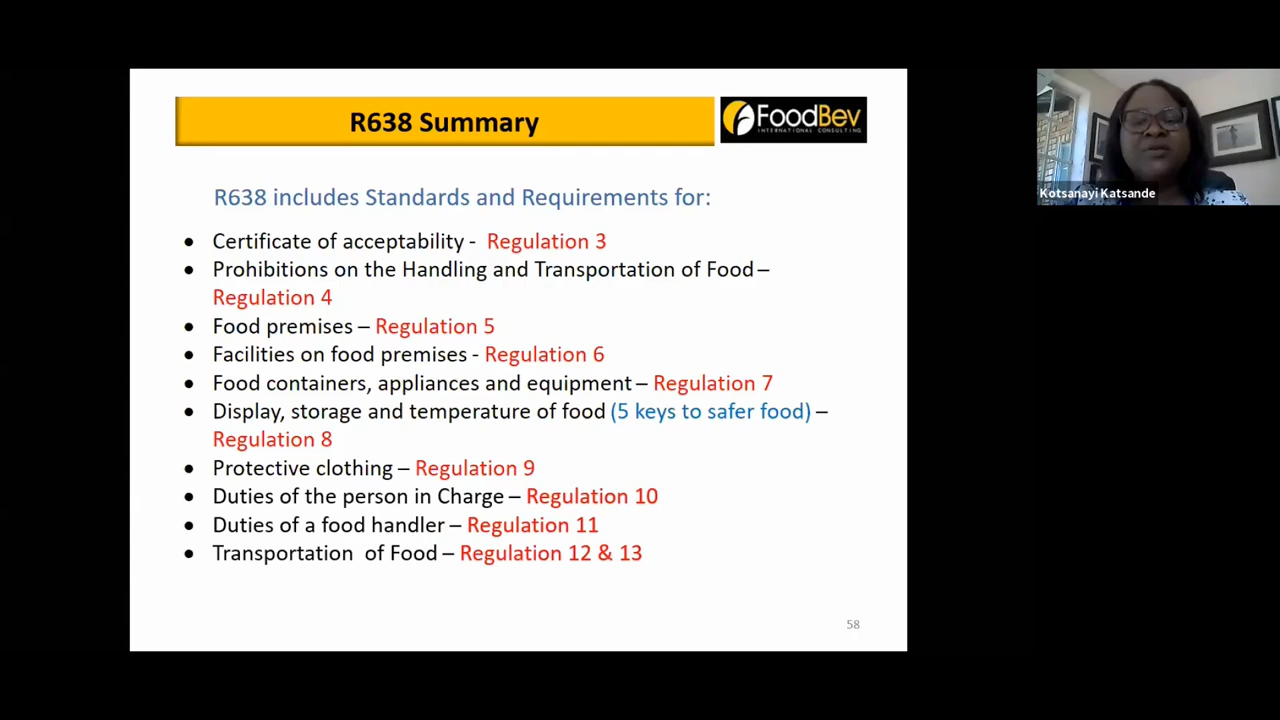 R638 Summary
FoodBev
INTERNATIONAL CONSULTING
Kotsanayi Katsande
R638 includes Standards and Requirements for:
• Certificate of acceptability - Regulation 3
• Prohibitions on the Handling and Transportation of Food –
Regulation 4
• Food premises – Regulation 5
• Facilities on food premises - Regulation 6
• Food containers, appliances and equipment – Regulation 7
• Display, storage and temperature of food (5 keys to safer food) –
Regulation 8
• Protective clothing – Regulation 9
• Duties of the person in Charge – Regulation 10
• Duties of a food handler – Regulation 11
• Transportation of Food – Regulation 12 & 13
58